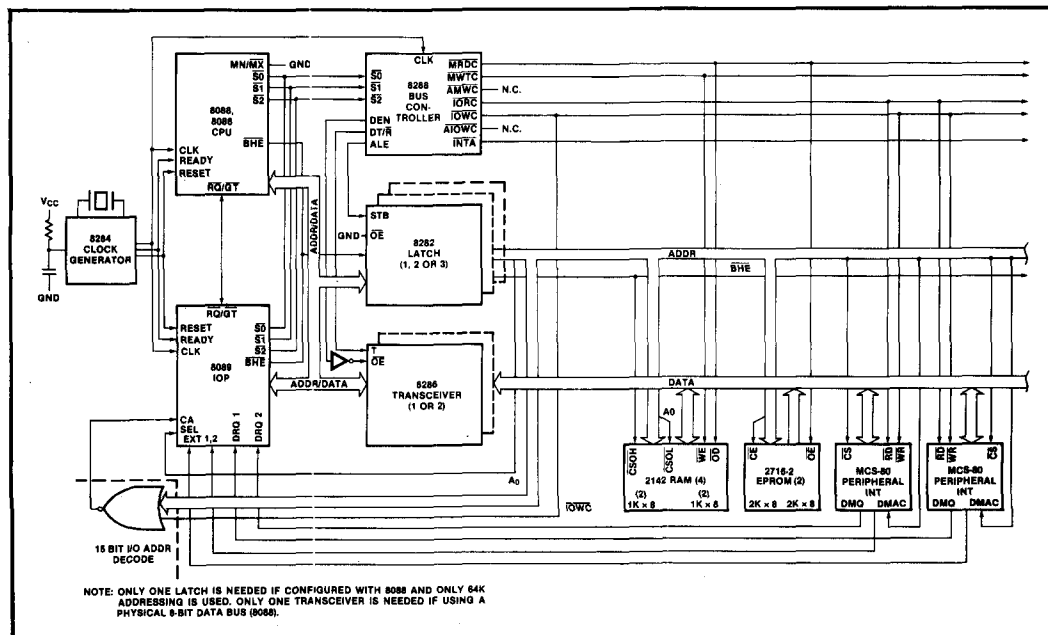 MN/MX
GND
S0
S1
S2
8088,
8086
CPU
BHE
CLK
READY
RESET
RQ/GT
VCC
8284
CLOCK
GENERATOR
GND
CLK
S0
S1
S2
8288
BUS
CON-
TROLLER
DEN
DT/R
ALE
MRDC
MWTC
AMWC
N.C.
IORC
IOWC
AIOWC
N.C.
INTA
ADDR/DATA
STB
GND
OE
8282
LATCH
(1, 2 OR 3)
ADDR
BHE
RQ/GT
RESET
READY
CLK
S0
S1
S2
BHE
8089
IOP
ADDR/DATA
CA
SEL
EXT 1,2
DRQ 1
DRQ 2
T
OE
8286
TRANSCEIVER
(1 OR 2)
DATA
A0
CSOH
CSOL
WE
OD
2142 RAM (4)
(2)
1K × 8
(2)
1K × 8
CE
OE
2716-2
EPROM (2)
2K × 8
2K × 8
CS
RD
WR
MCS-80
PERIPHERAL
INT
DMQ
DMAC
RD
WR
CS
MCS-80
PERIPHERAL
INT
DMQ
DMAC
A0
IOWC
15 BIT I/O ADDR
DECODE
NOTE: ONLY ONE LATCH IS NEEDED IF CONFIGURED WITH 8088 AND ONLY 64K
ADDRESSING IS USED. ONLY ONE TRANSCEIVER IS NEEDED IF USING A
PHYSICAL 8-BIT DATA BUS (8088).